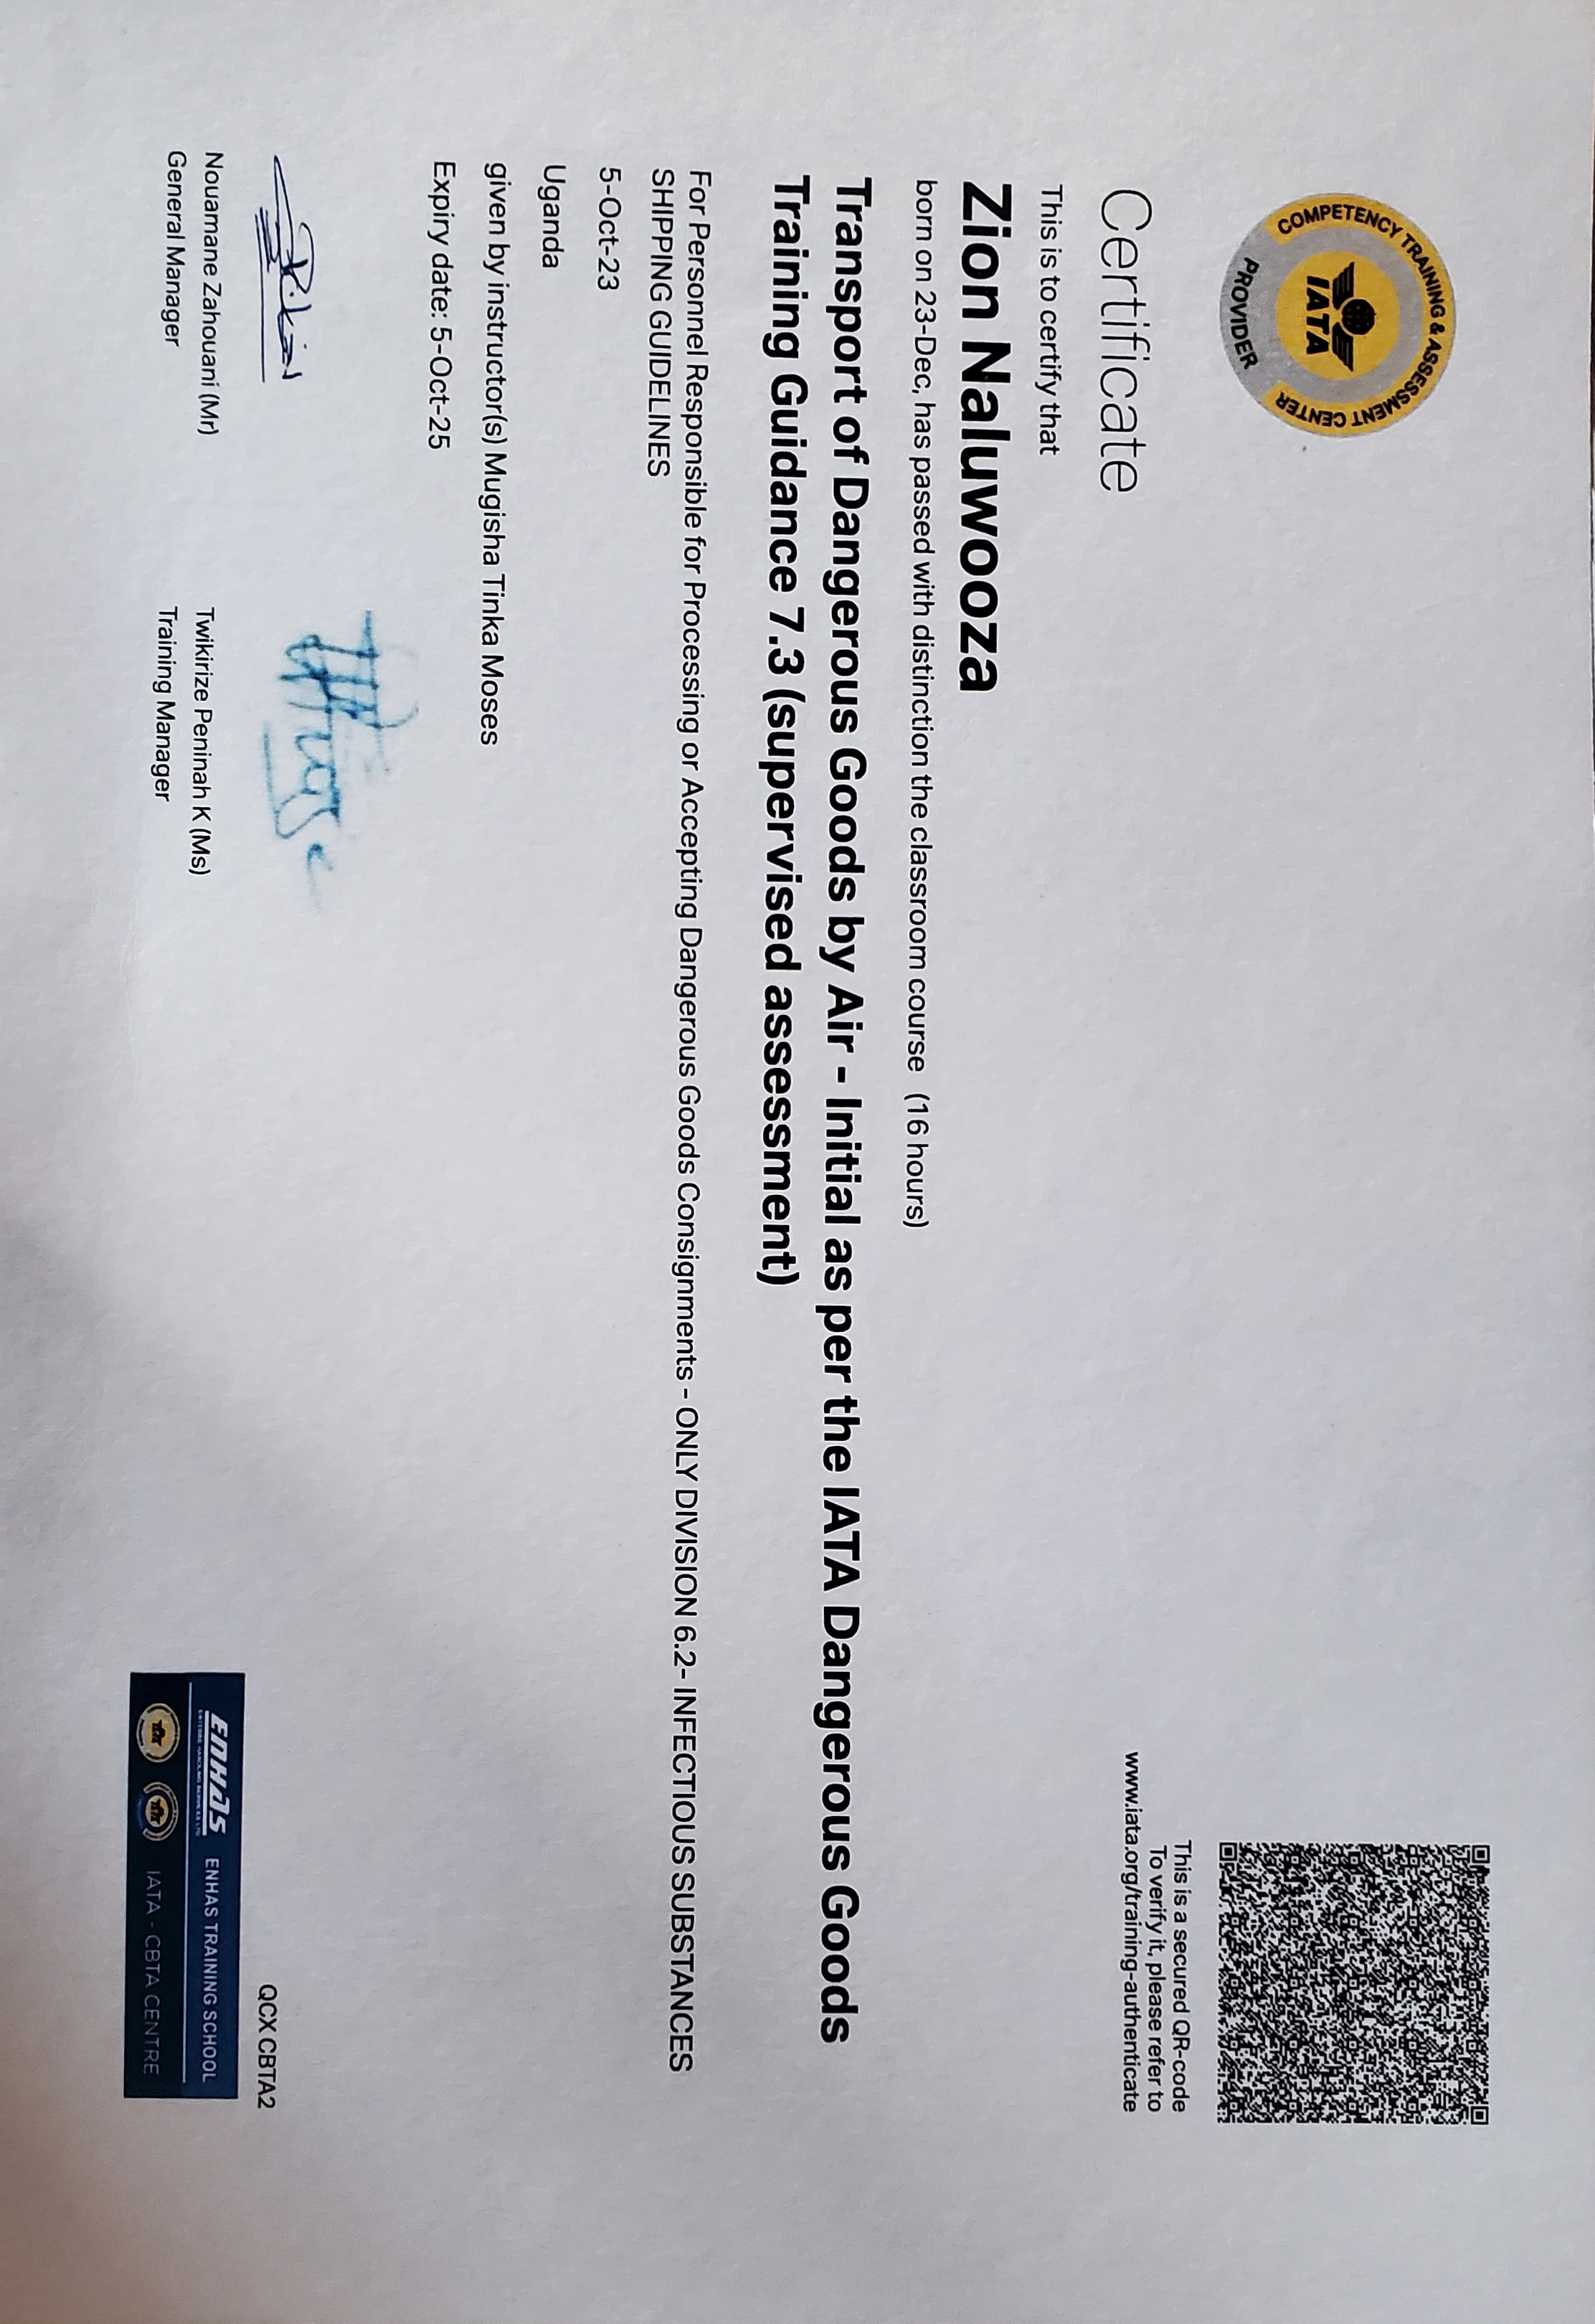 COMPETENCY TRAINING & ASSESSMENT CENTER
IATA
PROVIDER
This is a secured QR-code
To verify it, please refer to
www.iata.org/training-authenticate
Certificate
This is to certify that
Zion Naluwooza
born on 23-Dec, has passed with distinction the classroom course (16 hours)
Transport of Dangerous Goods by Air - Initial as per the IATA Dangerous Goods
Training Guidance 7.3 (supervised assessment)
For Personnel Responsible for Processing or Accepting Dangerous Goods Consignments - ONLY DIVISION 6.2- INFECTIOUS SUBSTANCES
SHIPPING GUIDELINES
5-Oct-23
Uganda
given by instructor(s) Mugisha Tinka Moses
Expiry date: 5-Oct-25
Nouamane Zahouani (Mr)
General Manager
Twikirize Peninah K (Ms)
Training Manager
QCX CBTA2
ENHAS
ENTEBBE HANDLING SERVICES LTD
ENHAS TRAINING SCHOOL
IATA - CBTA CENTRE